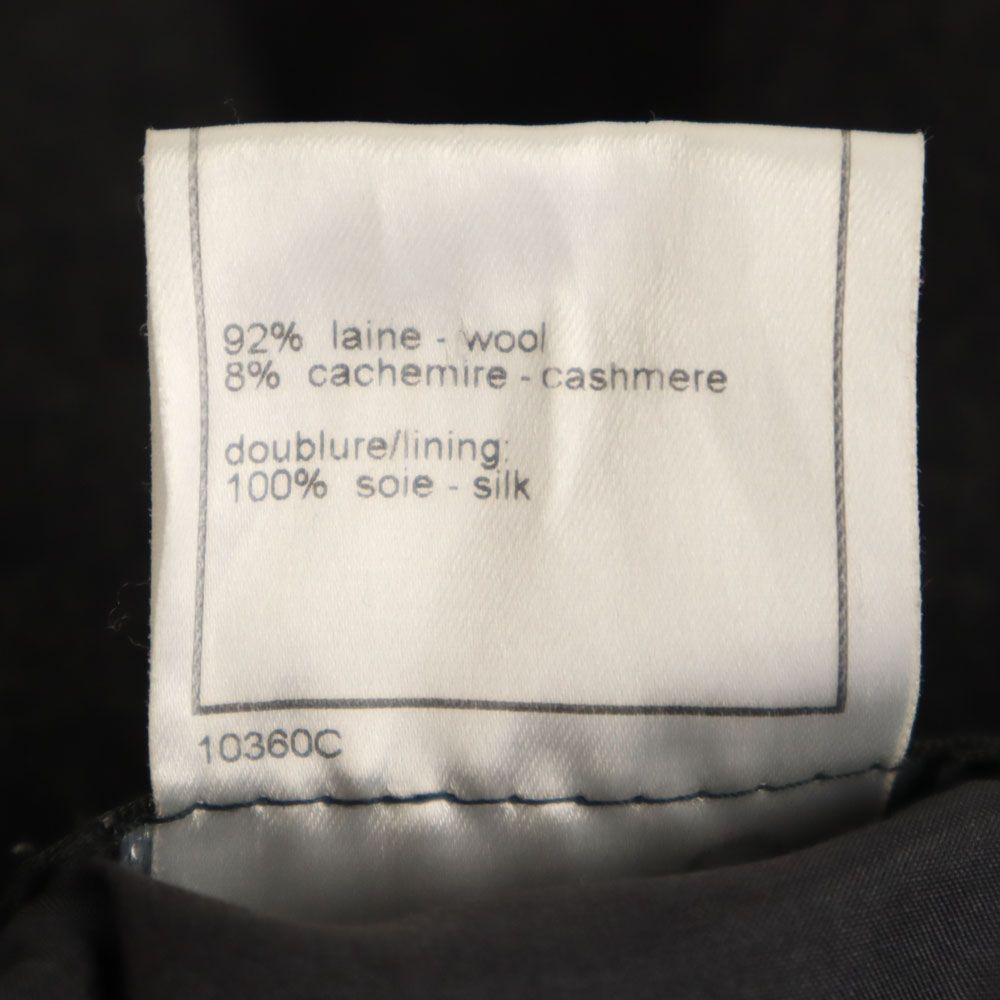 92% laine - wool
8% cachemire - cashmere
doublure/lining:
100% soie - silk
10360C